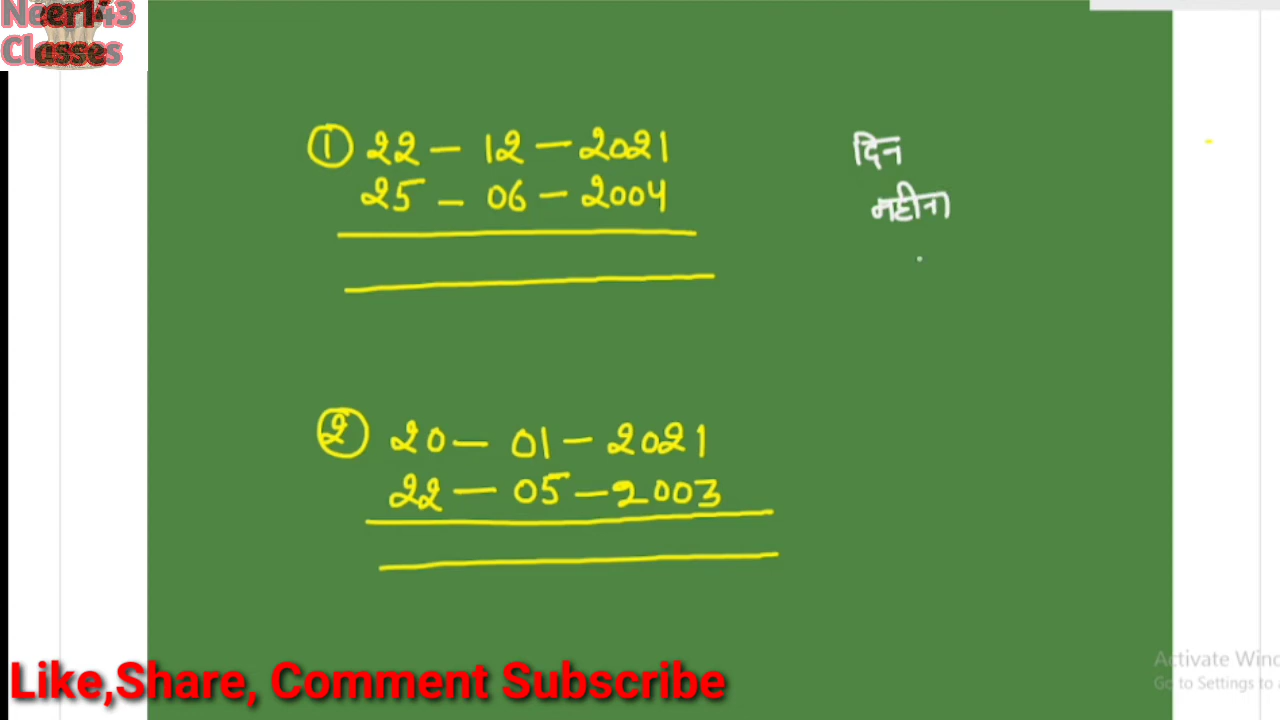 Neer143
Classes
① 22 – 12 – 2021
25 – 06 – 2004
दिन
महीना
② 20 – 01 – 2021
22 – 05 – 2003
Like,Share, Comment Subscribe
Activate Wind
Go to Settings to a